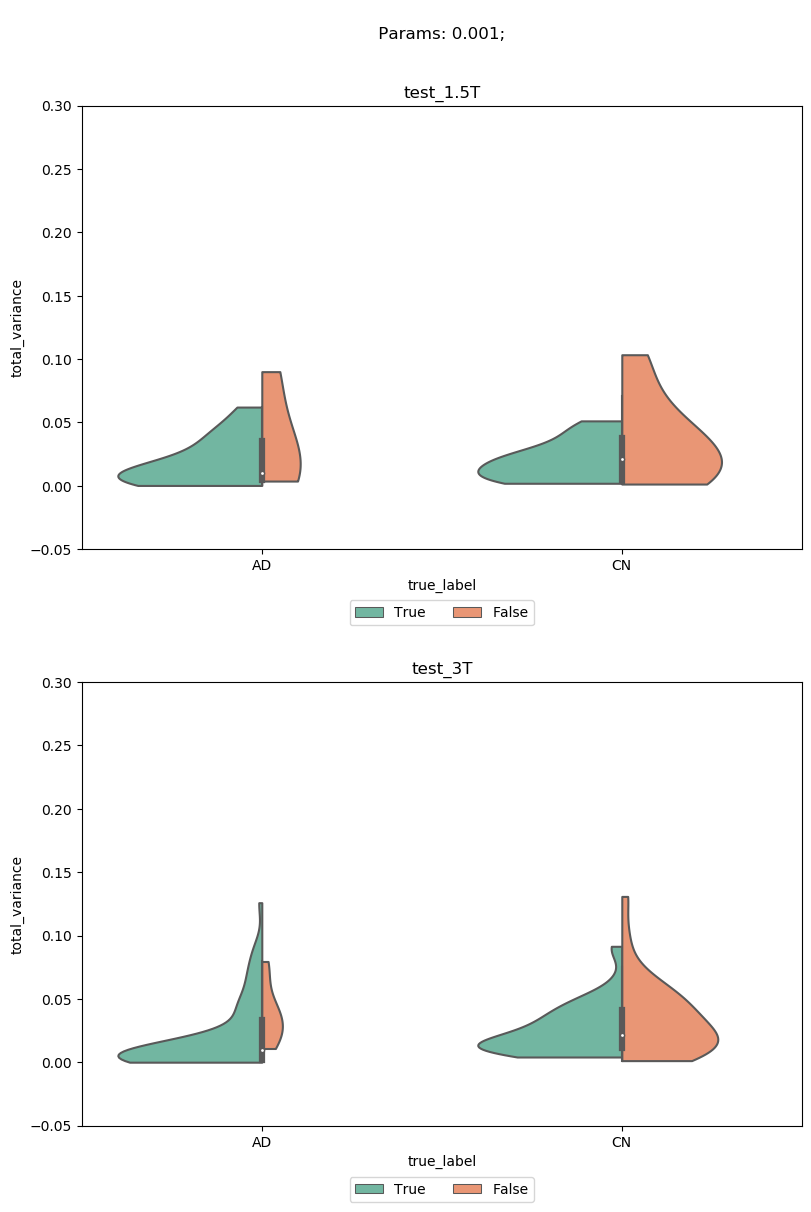 Params: 0.001;
test_1.5T
0.30
0.25
0.20
0.15
0.10
0.05
0.00
−0.05
total_variance
AD CN
true_label
True False
test_3T
0.30
0.25
0.20
0.15
0.10
0.05
0.00
−0.05
total_variance
AD CN
true_label
True False